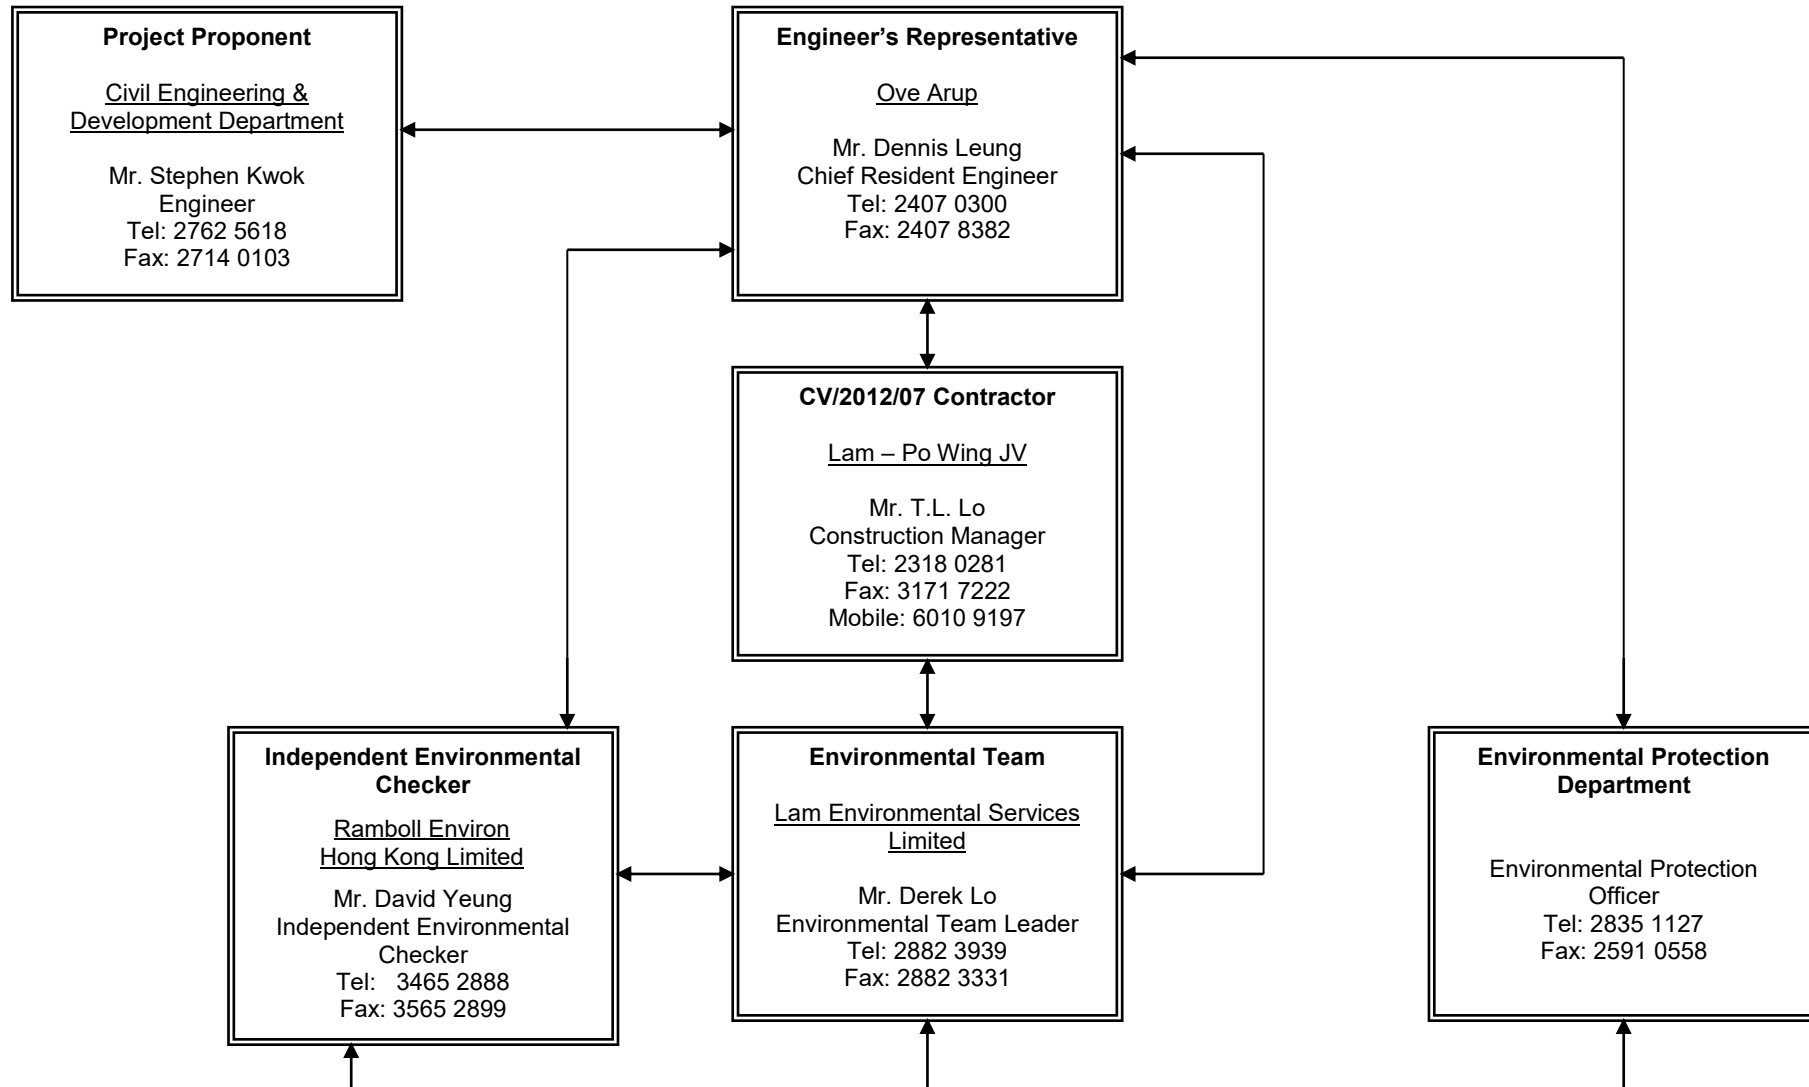 Project Proponent
Civil Engineering &
Development Department
Mr. Stephen Kwok
Engineer
Tel: 2762 5618
Fax: 2714 0103
Engineer’s Representative
Ove Arup
Mr. Dennis Leung
Chief Resident Engineer
Tel: 2407 0300
Fax: 2407 8382
CV/2012/07 Contractor
Lam – Po Wing JV
Mr. T.L. Lo
Construction Manager
Tel: 2318 0281
Fax: 3171 7222
Mobile: 6010 9197
Independent Environmental
Checker
Ramboll Environ
Hong Kong Limited
Mr. David Yeung
Independent Environmental
Checker
Tel: 3465 2888
Fax: 3565 2899
Environmental Team
Lam Environmental Services
Limited
Mr. Derek Lo
Environmental Team Leader
Tel: 2882 3939
Fax: 2882 3331
Environmental Protection
Department
Environmental Protection
Officer
Tel: 2835 1127
Fax: 2591 0558